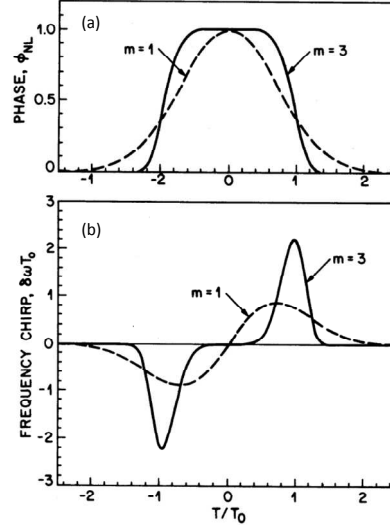 (a)
PHASE, ϕNL
1.0
0.5
0
m=1
m=3
-1
-2
0
1
2
(b)
FREQUENCY CHIRP, δωT₀
3
2
1
0
-1
-2
-3
m=1
m=3
-2
-1
0
1
2
T/T₀